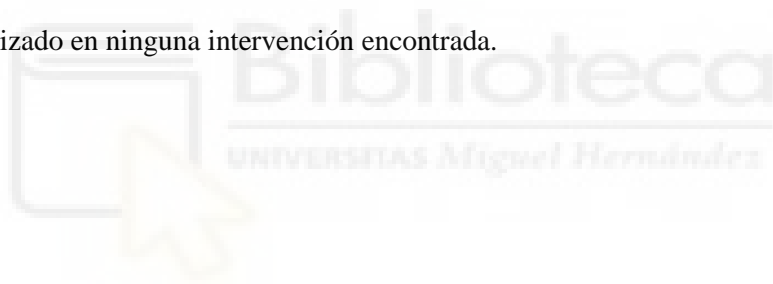 izado en ninguna intervención encontrada.
Biblioteca
UNIVERSITAS Miguel Hernández